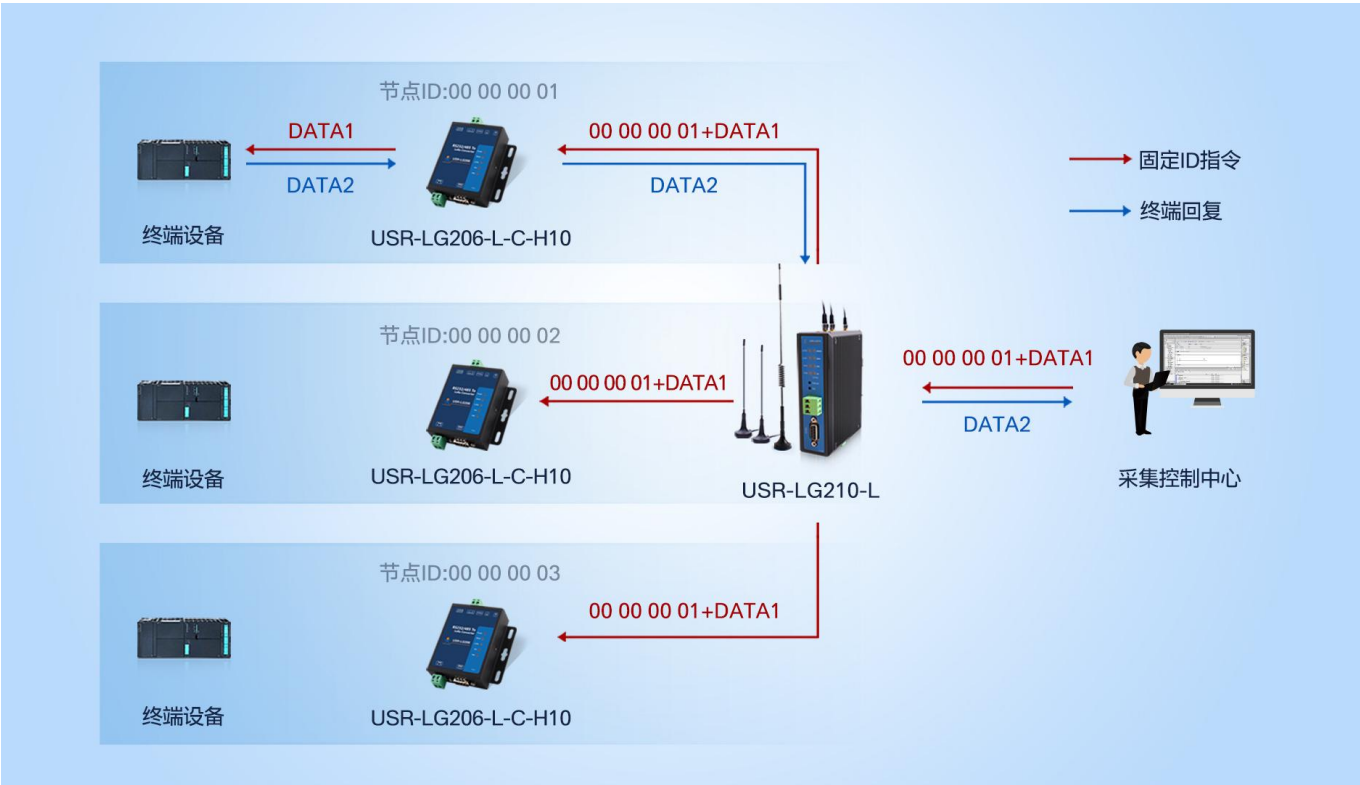 节点ID:00 00 00 01
DATA1
00 00 00 01+DATA1
DATA2
DATA2
终端设备
USR-LG206-L-C-H10
固定ID指令
终端回复
节点ID:00 00 00 02
00 00 00 01+DATA1
终端设备
USR-LG206-L-C-H10
USR-LG210-L
00 00 00 01+DATA1
DATA2
采集控制中心
节点ID:00 00 00 03
00 00 00 01+DATA1
终端设备
USR-LG206-L-C-H10